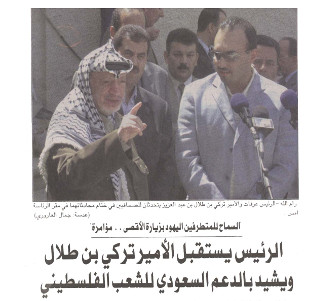 رام الله - الرئيس عرفات والأمير تركي بن طلال بن عبد العزيز يتحدثان للصحافيين في ختام محادثاتهما في مقر الرئاسة
امس
(عدسة: جمال العاروري)
السماح للمتطرفين اليهود بزيارة الأقصى . . مؤامرة"
الرئيس يستقبل الأمير تركي بن طلال
ويشيد بالدعم السعودي للشعب الفلسطيني